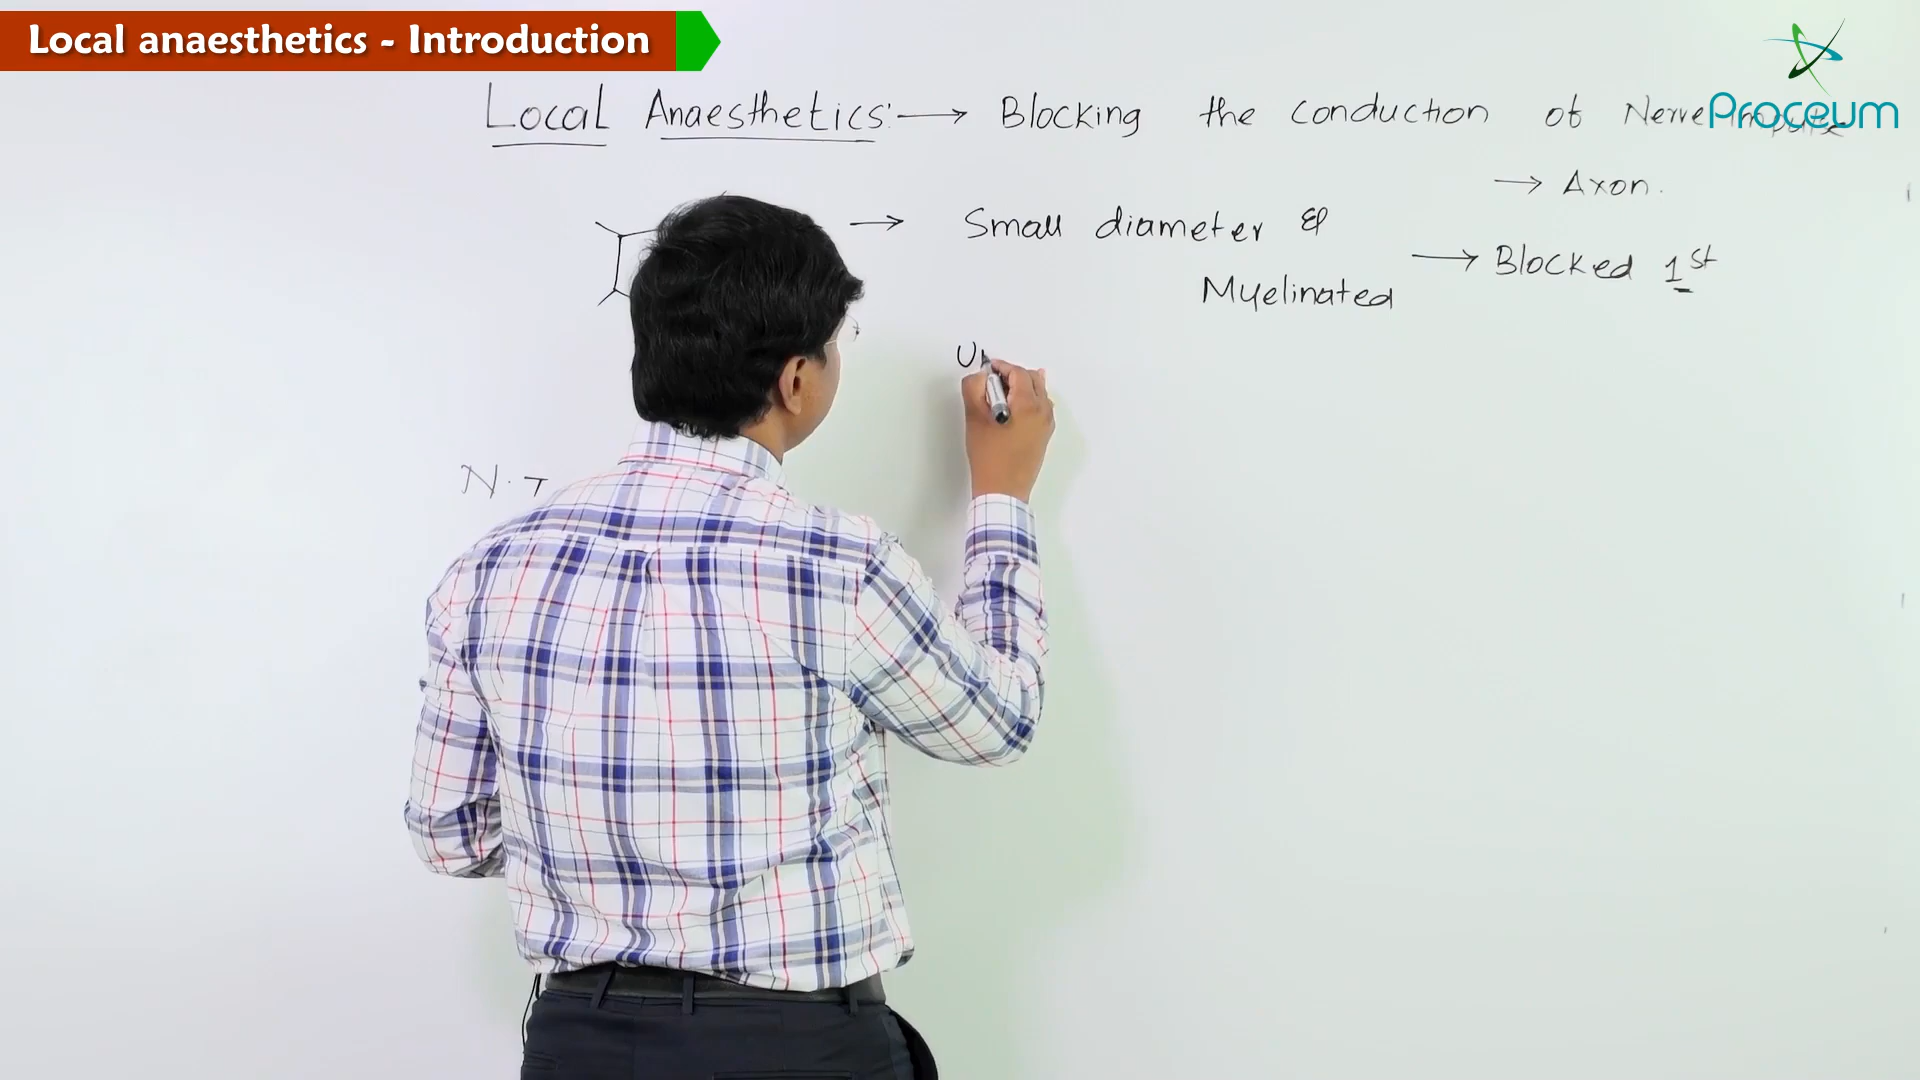 Local anaesthetics - Introduction
Proceum
Local Anaesthetics: → Blocking the conduction of Nerve
→ Axon.
→ Small diameter &
Myelinated
→ Blocked 1st
N.T